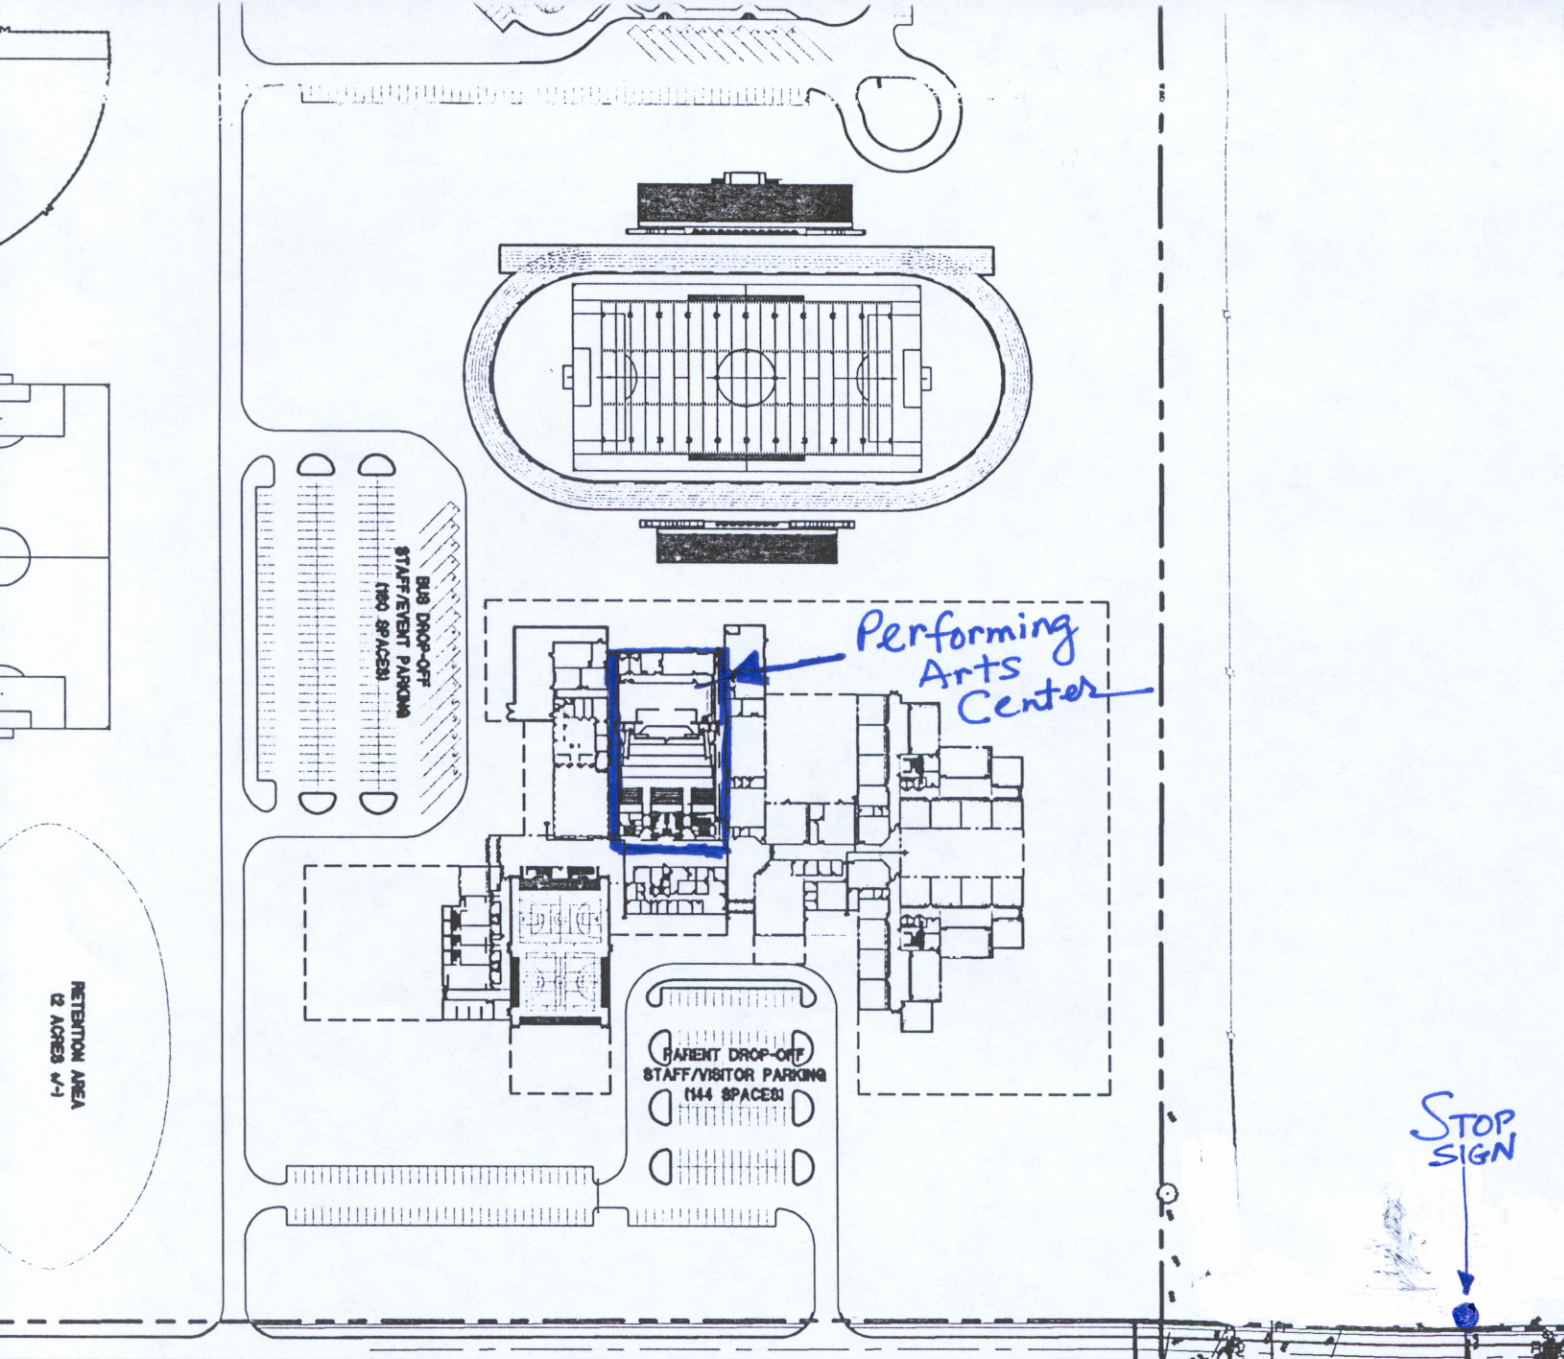 BUS DROP-OFF
STAFF/EVENT PARKING
(180 SPACES)
Performing
Arts
Center
RETENTION AREA
(2 ACRES +/-)
PARENT DROP-OFF
STAFF/VISITOR PARKING
(144 SPACES)
STOP
SIGN